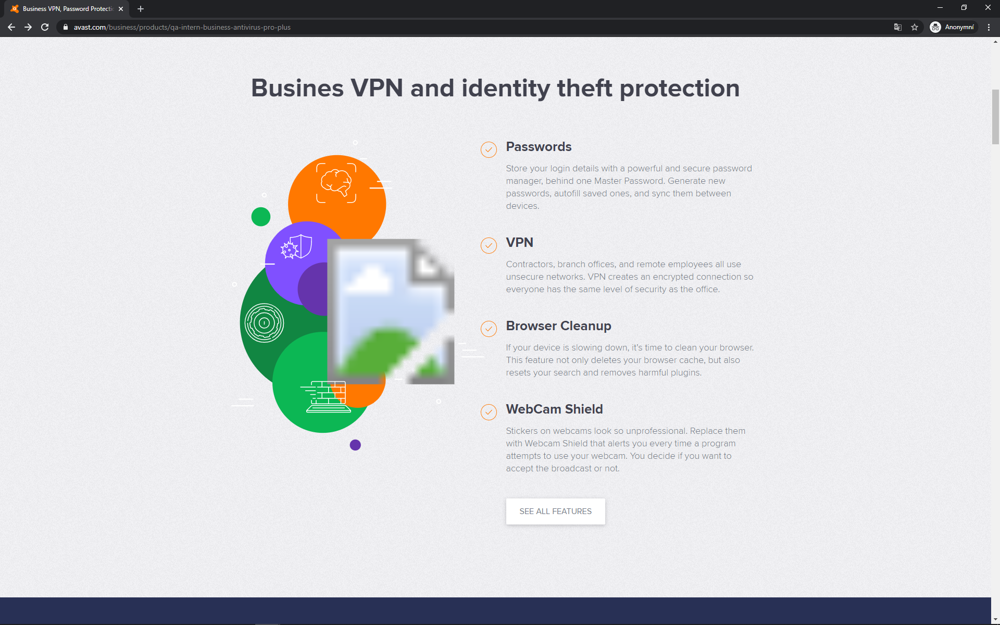 Business VPN, Password Protectio
avast.com/business/products/qa-intern-business-antivirus-pro-plus
Anonymní
Busines VPN and identity theft protection
Passwords
Store your login details with a powerful and secure password
manager, behind one Master Password. Generate new
passwords, autofill saved ones, and sync them between
devices.
VPN
Contractors, branch offices, and remote employees all use
unsecure networks. VPN creates an encrypted connection so
everyone has the same level of security as the office.
Browser Cleanup
If your device is slowing down, it’s time to clean your browser.
This feature not only deletes your browser cache, but also
resets your search and removes harmful plugins.
WebCam Shield
Stickers on webcams look so unprofessional. Replace them
with Webcam Shield that alerts you every time a program
attempts to use your webcam. You decide if you want to
accept the broadcast or not.
SEE ALL FEATURES